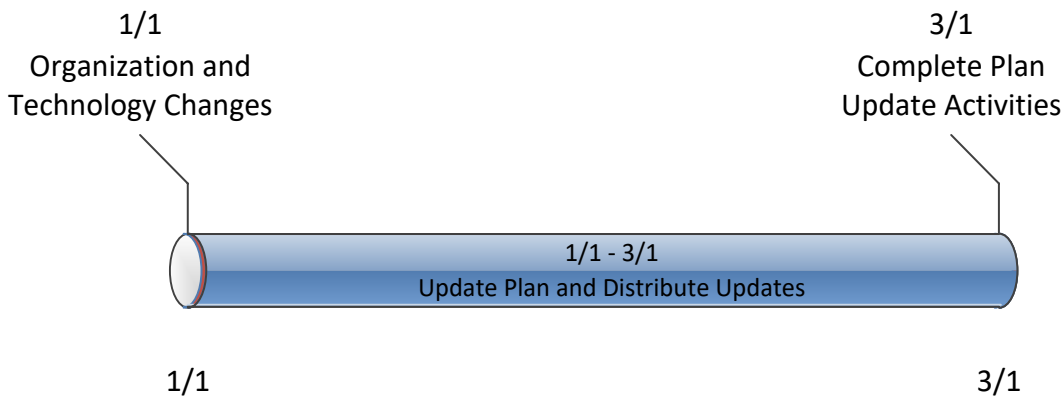 1/1
Organization and
Technology Changes
3/1
Complete Plan
Update Activities
1/1 - 3/1
Update Plan and Distribute Updates
1/1
3/1